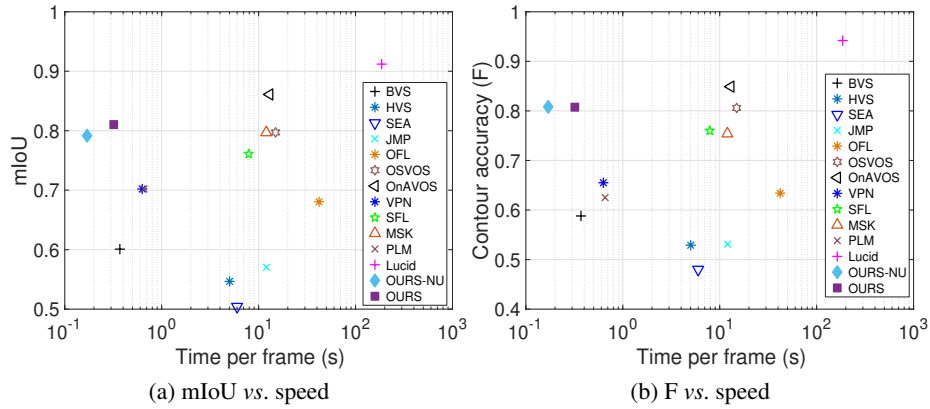 1
0.9
0.8
0.7
0.6
0.5
mIoU
10^-1
10^0
10^1
10^2
10^3
Time per frame (s)
BVS
HVS
SEA
JMP
OFL
OSVOS
OnAVOS
VPN
SFL
MSK
PLM
Lucid
OURS-NU
OURS
(a) mIoU vs. speed
1
0.9
0.8
0.7
0.6
0.5
0.4
Contour accuracy (F)
10^-1
10^0
10^1
10^2
10^3
Time per frame (s)
BVS
HVS
SEA
JMP
OFL
OSVOS
OnAVOS
VPN
SFL
MSK
PLM
Lucid
OURS-NU
OURS
(b) F vs. speed